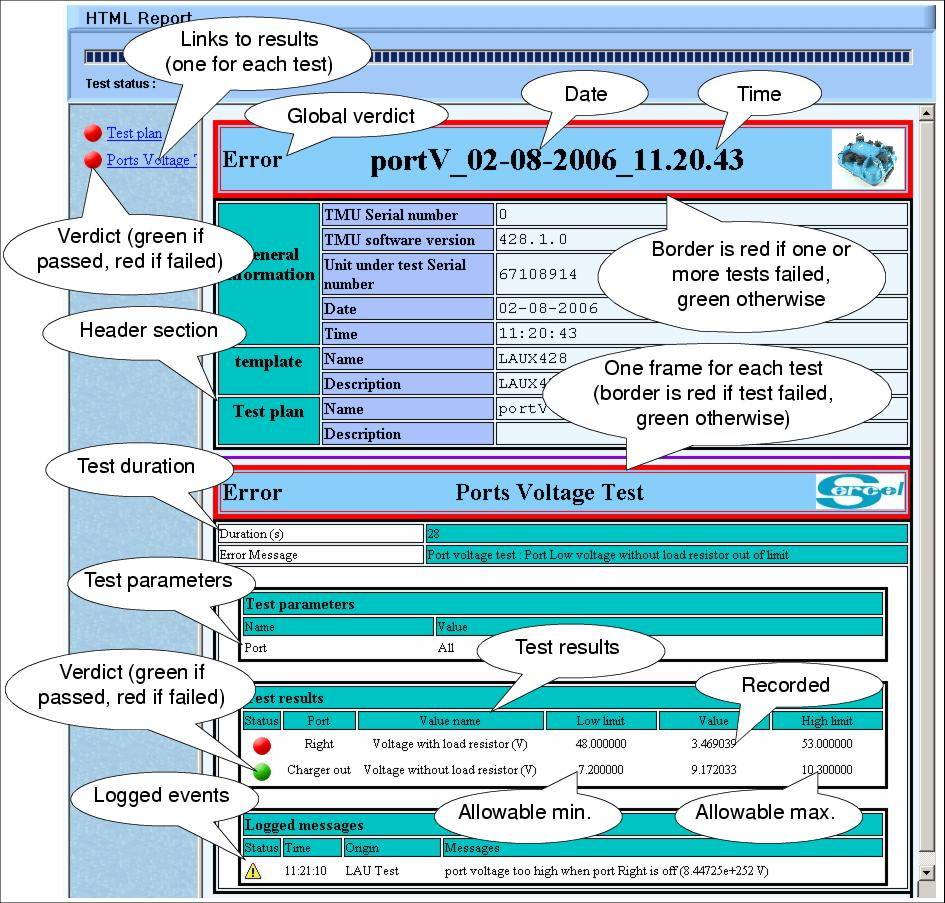 HTML Report
Links to results
(one for each test)
Test status :
Date
Time
Global verdict
Test plan
Ports Voltage T
Error
portV_02-08-2006_11.20.43
Verdict (green if
passed, red if failed)
Border is red if one or
more tests failed,
green otherwise
General
information
TMU Serial number
0
TMU software version
428.1.0
Unit under test Serial
number
67108914
Date
02-08-2006
Time
11:20:43
Header section
template
Name
LAUX428
Description
LAUX4
One frame for each test
(border is red if test failed,
green otherwise)
Test plan
Name
portV
Description
Test duration
Error
Ports Voltage Test
Sercel
Duration (s)
28
Error Message
Port voltage test : Port Low voltage without load resistor out of limit
Test parameters
Test parameters
Name
Value
Port
All
Test results
Verdict (green if
passed, red if failed)
Recorded
Test results
Status
Port
Value name
Low limit
Value
High limit
Right
Voltage with load resistor (V)
48.000000
3.469039
53.000000
Charger out
Voltage without load resistor (V)
7.200000
9.172033
10.300000
Logged events
Allowable min.
Allowable max.
Logged messages
Status
Time
Origin
Messages
11:21:10
LAU Test
port voltage too high when port Right is off (8.44725e+252 V)